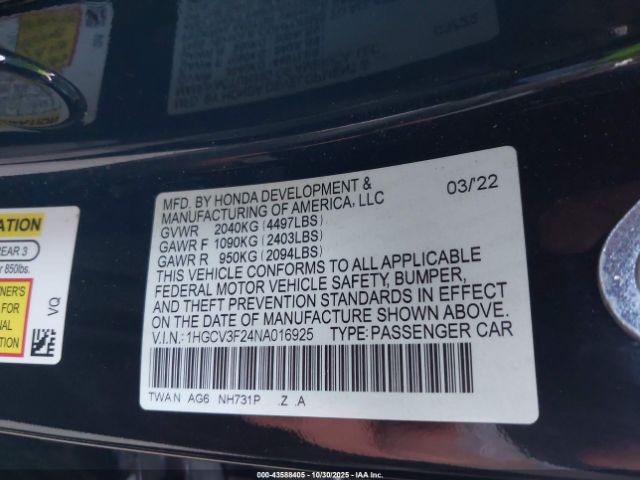 MFD. BY HONDA DEVELOPMENT & 03/'22
MANUFACTURING OF AMERICA, LLC
GVWR 2040KG (4497LBS)
GAWR F 1090KG (2403LBS)
GAWR R 950KG (2094LBS)
THIS VEHICLE CONFORMS TO ALL APPLICABLE
FEDERAL MOTOR VEHICLE SAFETY, BUMPER,
AND THEFT PREVENTION STANDARDS IN EFFECT
ON THE DATE OF MANUFACTURE SHOWN ABOVE.
V.I.N.: 1HGCV3F24NA016925 TYPE: PASSENGER CAR
TWA N AG6 NH731P .Z .A
ATION
REAR 3
850lbs.
NER'S
VQ
000-43588405 - 10/30/2025 - IAA Inc.